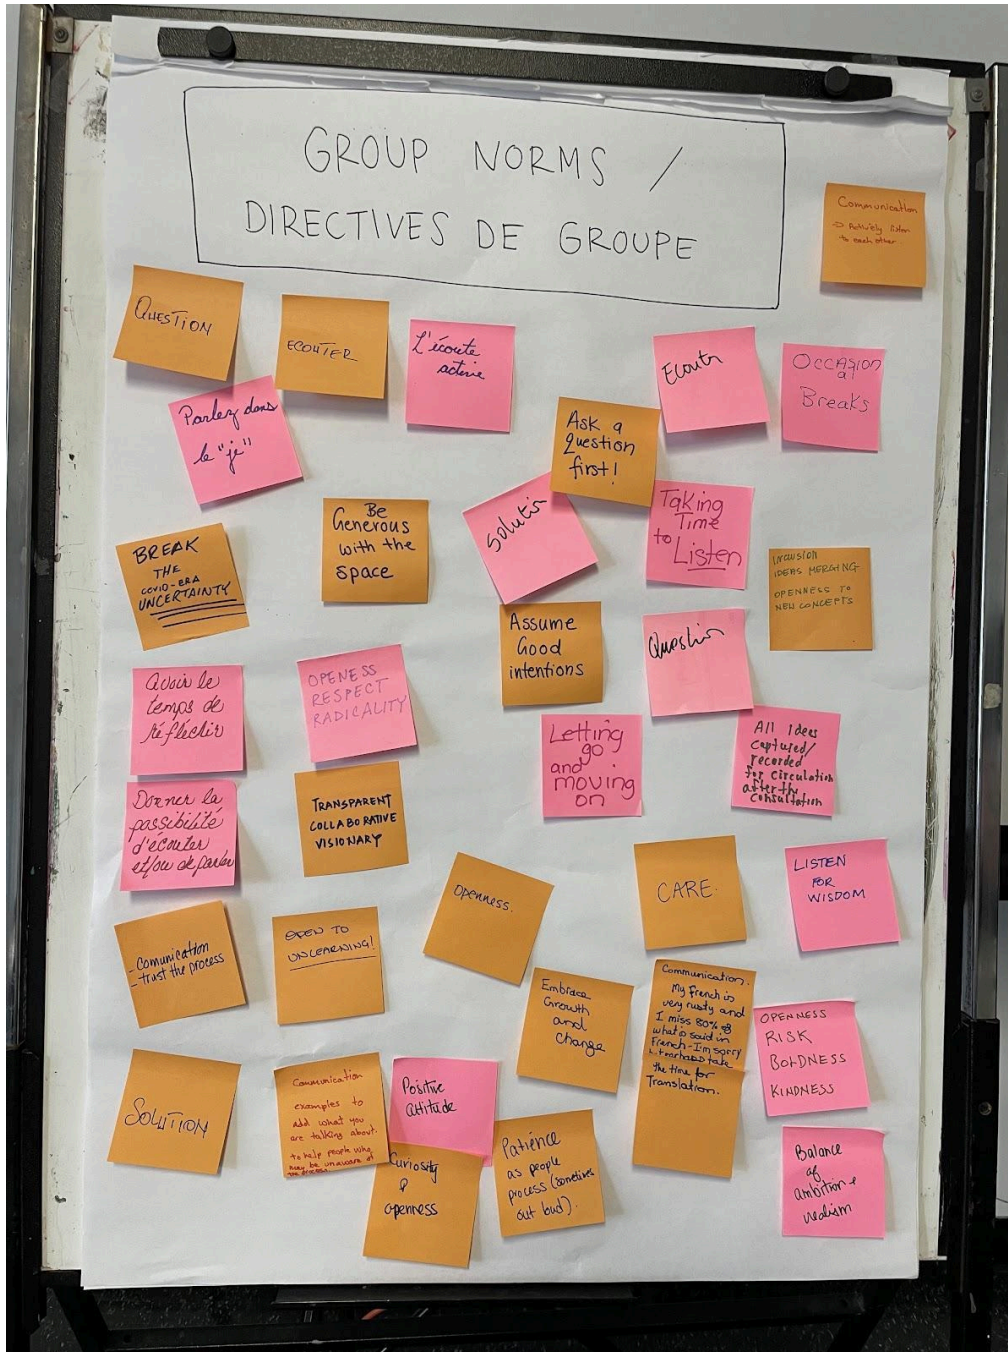 GROUP NORMS /
DIRECTIVES DE GROUPE
Communication
→ Actively listen
to each other
QUESTION
ECOUTER
L'écoute
active
Ecoutr
OCCASION
al
Breaks
Parlez dans
le "je"
Ask a
Question
first!
BREAK
THE
COVID-ERA
UNCERTAINTY
Be
Generous
with the
space
Solution
Taking
Time
to Listen
INCLUSION
IDEAS MERGING
OPENNESS TO
NEW CONCEPTS
Assume
Good
intentions
Question
avoir le
temps de
réfléchir
OPENESS
RESPECT
RADICALITY
Letting
go
and
moving
on
All Ideas
captured/
recorded
for circulation
after the
consultation
Donner la
possibilité
d'écouter
et/ou de parler
TRANSPARENT
COLLABORATIVE
VISIONARY
Openness.
CARE.
LISTEN
FOR
WISDOM
- Comunication
- trust the process
OPEN TO
UNLEARNING!
Embrace
Growth
and
Change
Communication.
My French is
very rusty and
I miss 80% of
what is said in
French - I'm sorry
take
the time for
Translation.
OPENNESS
RISK
BOLDNESS
KINDNESS
SOLUTION
Communication
examples to
add what you
are talking about.
to help people who
may be unaware of
Positive
attitude
Curiosity
&
openness
Patience
as people
process (sometimes
out loud).
Balance
of
ambition +
realism